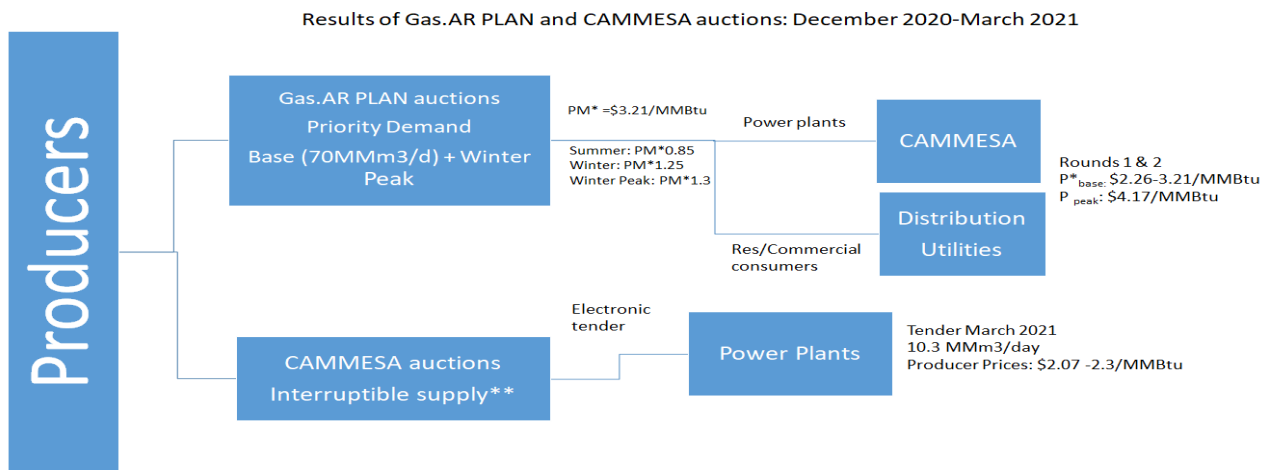 Results of Gas.AR PLAN and CAMMESA auctions: December 2020-March 2021
Producers
Gas.AR PLAN auctions
Priority Demand
Base (70MMm3/d) + Winter
Peak
PM* =$3.21/MMBtu
Summer: PM*0.85
Winter: PM*1.25
Winter Peak: PM*1.3
Power plants
CAMMESA
Rounds 1 & 2
P*base: $2.26-3.21/MMBtu
P peak: $4.17/MMBtu
Res/Commercial
consumers
Distribution
Utilities
CAMMESA auctions
Interruptible supply**
Electronic
tender
Power Plants
Tender March 2021
10.3 MMm3/day
Producer Prices: $2.07 -2.3/MMBtu